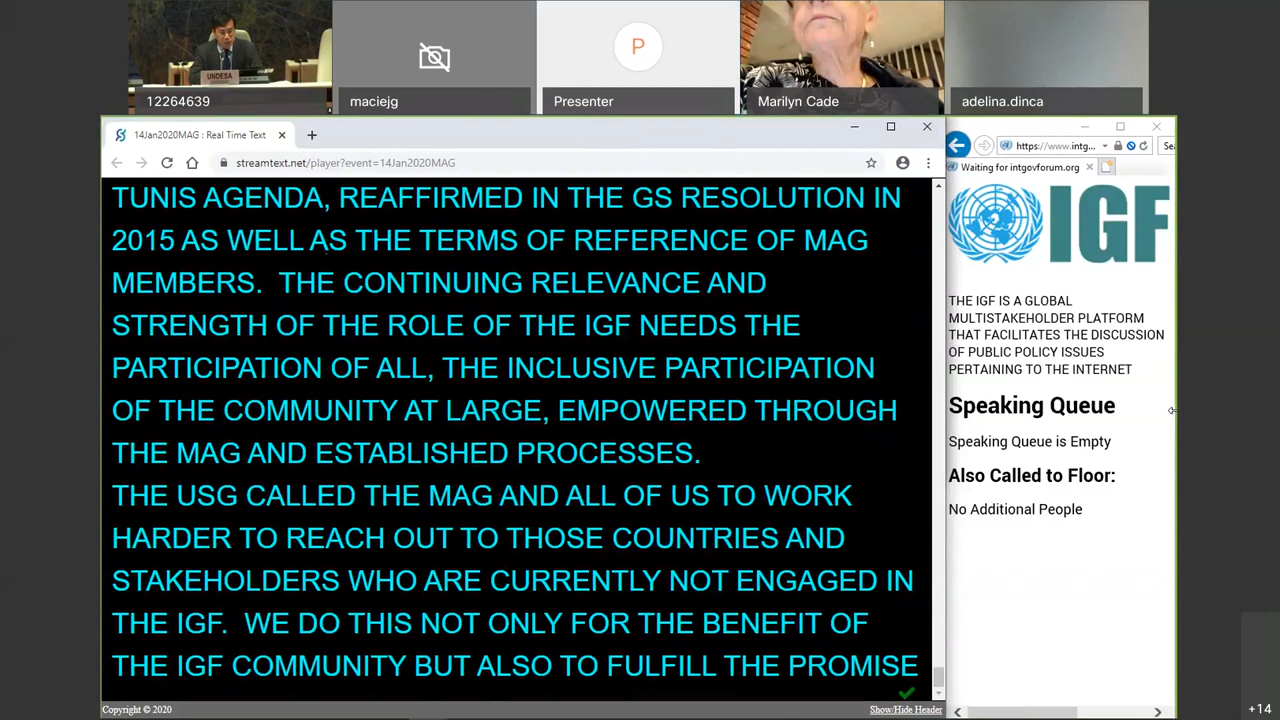 UNDESA
12264639
maciejg
P
Presenter
Marilyn Cade
adelina.dinca
14Jan2020MAG : Real Time Text
streamtext.net/player?event=14Jan2020MAG
TUNIS AGENDA, REAFFIRMED IN THE GS RESOLUTION IN
2015 AS WELL AS THE TERMS OF REFERENCE OF MAG
MEMBERS.  THE CONTINUING RELEVANCE AND
STRENGTH OF THE ROLE OF THE IGF NEEDS THE
PARTICIPATION OF ALL, THE INCLUSIVE PARTICIPATION
OF THE COMMUNITY AT LARGE, EMPOWERED THROUGH
THE MAG AND ESTABLISHED PROCESSES.
THE USG CALLED THE MAG AND ALL OF US TO WORK
HARDER TO REACH OUT TO THOSE COUNTRIES AND
STAKEHOLDERS WHO ARE CURRENTLY NOT ENGAGED IN
THE IGF.  WE DO THIS NOT ONLY FOR THE BENEFIT OF
THE IGF COMMUNITY BUT ALSO TO FULFILL THE PROMISE
Copyright © 2020
Show/Hide Header
https://www.intg...
Sea
Waiting for intgovforum.org
IGF
THE IGF IS A GLOBAL
MULTISTAKEHOLDER PLATFORM
THAT FACILITATES THE DISCUSSION
OF PUBLIC POLICY ISSUES
PERTAINING TO THE INTERNET
Speaking Queue
Speaking Queue is Empty
Also Called to Floor:
No Additional People
+14